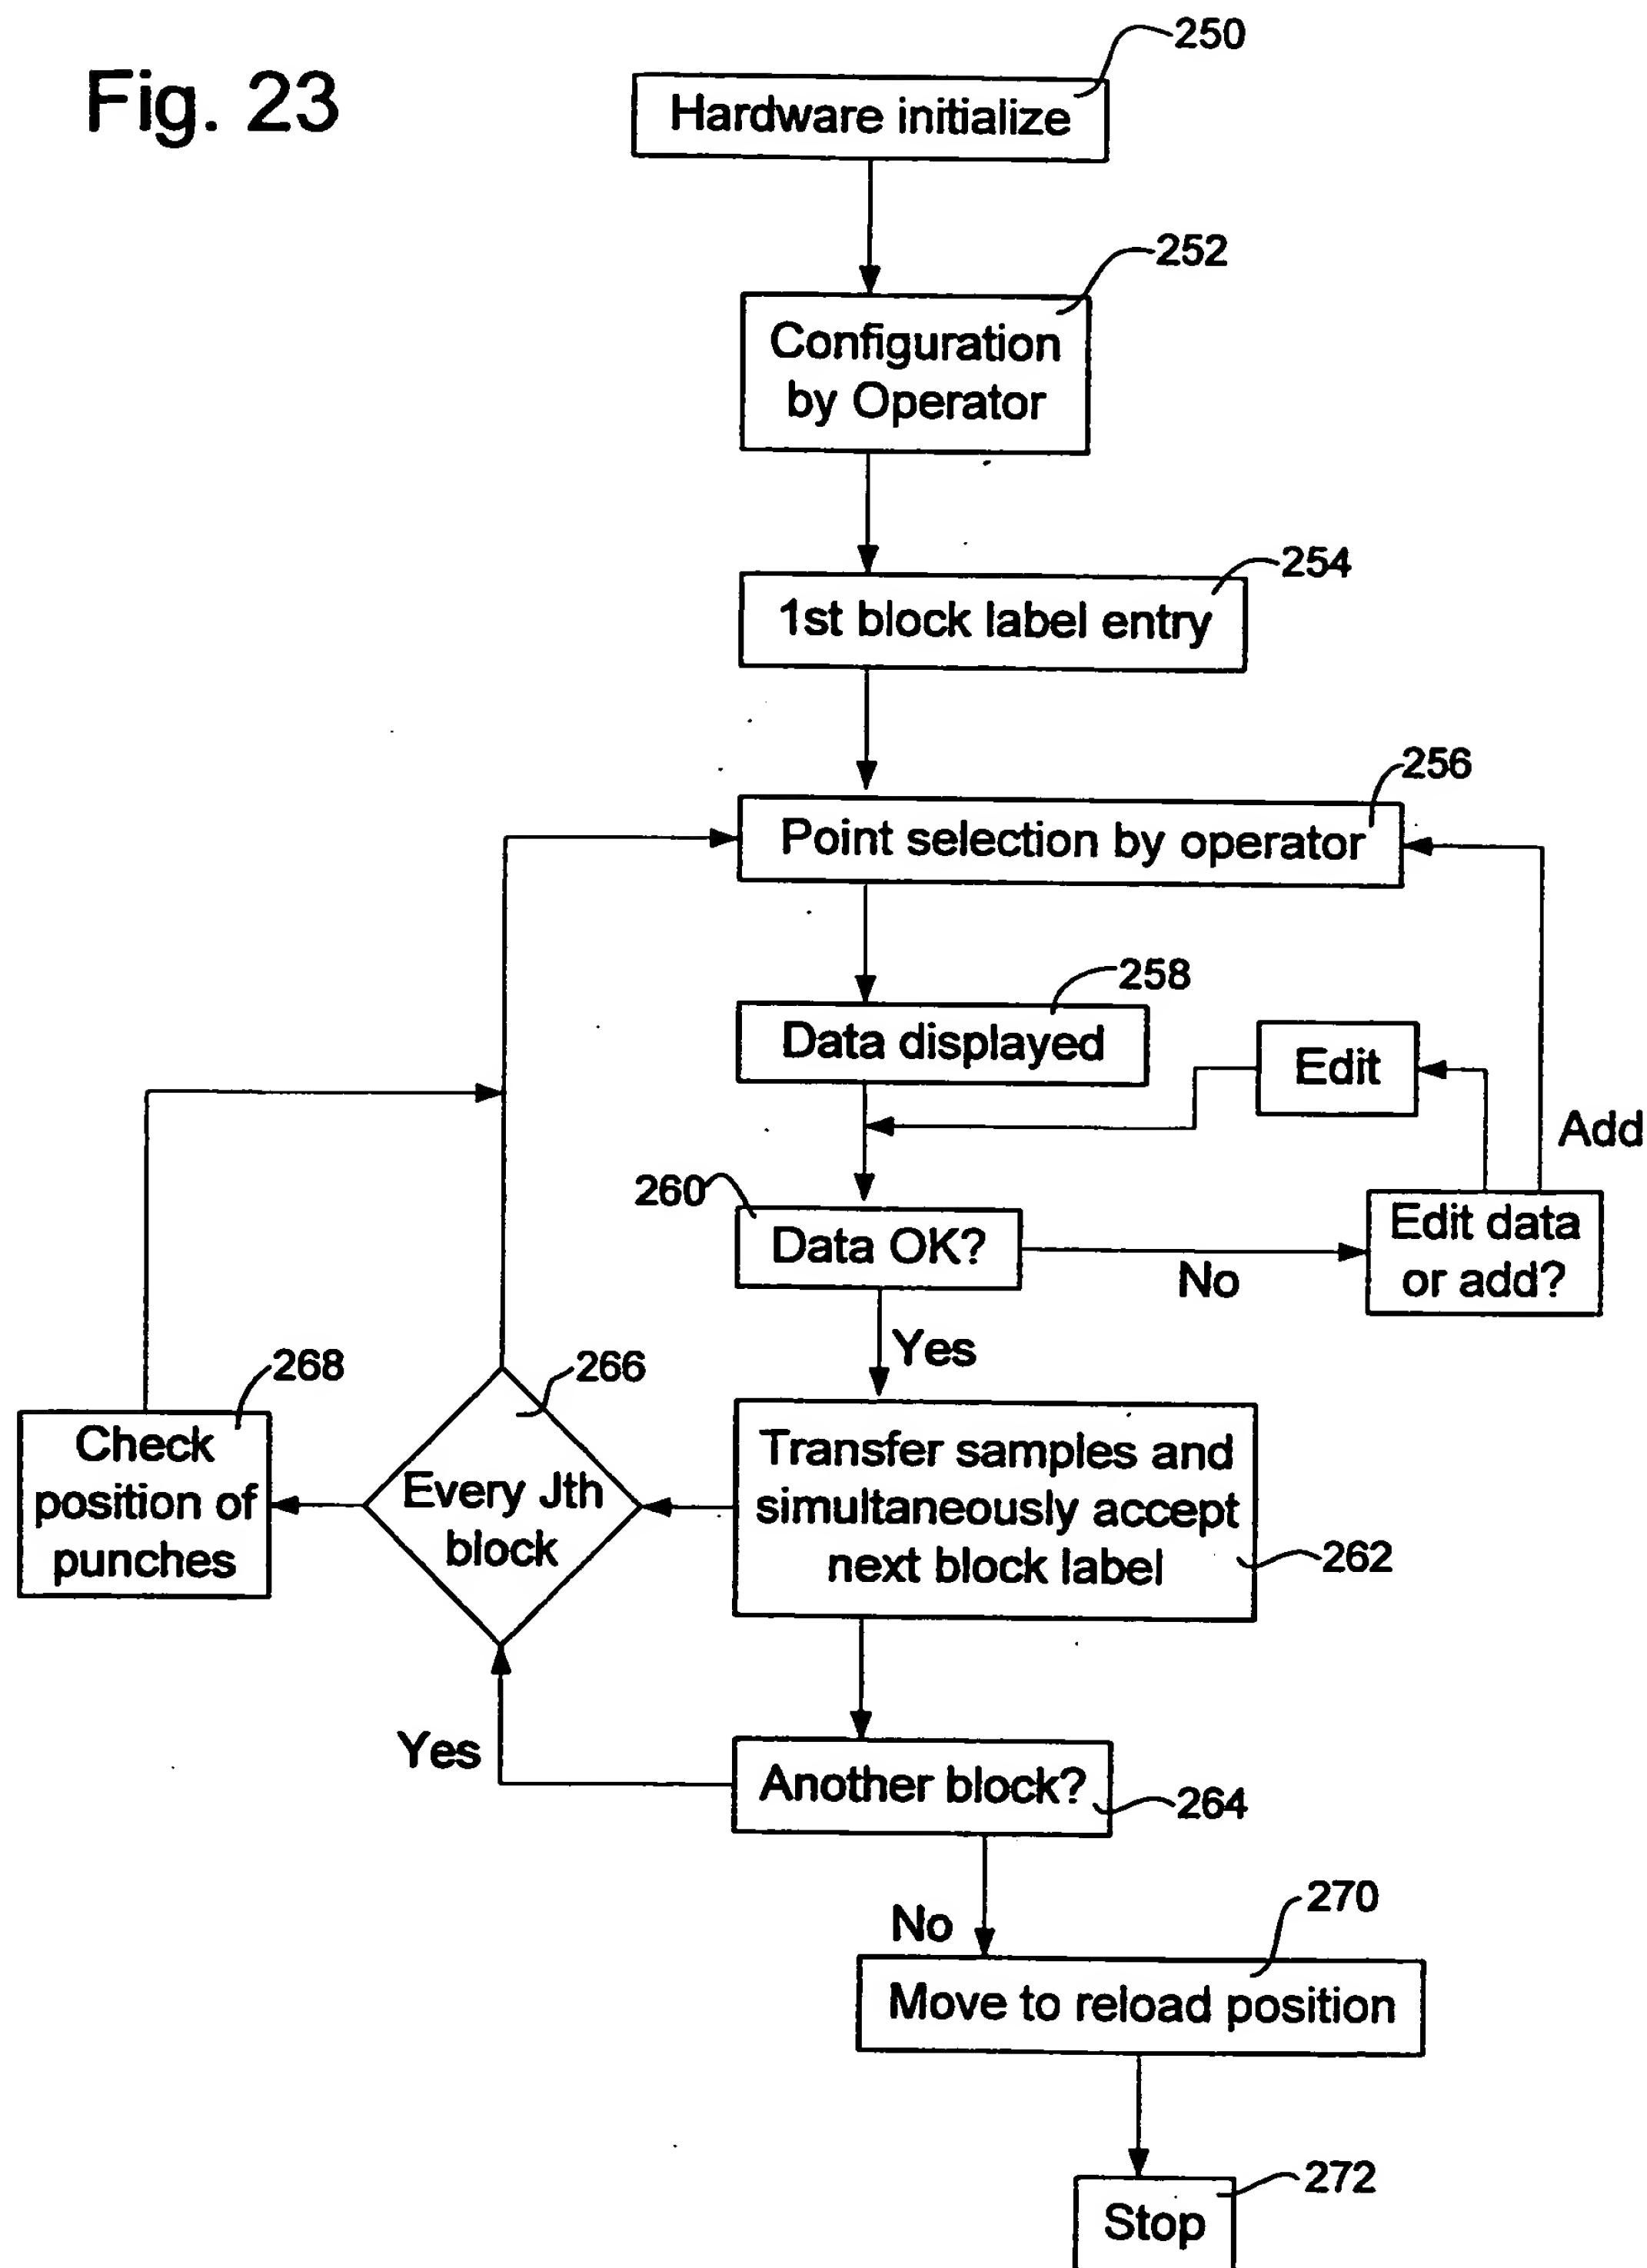 Fig. 23
250
Hardware initialize
252
Configuration
by Operator
254
1st block label entry
256
Point selection by operator
258
Data displayed
Edit
Add
260
Data OK?
No
Edit data
or add?
Yes
268
266
Check
position of
punches
Every Jth
block
Transfer samples and
simultaneously accept
next block label
262
Yes
Another block?
264
No
270
Move to reload position
272
Stop